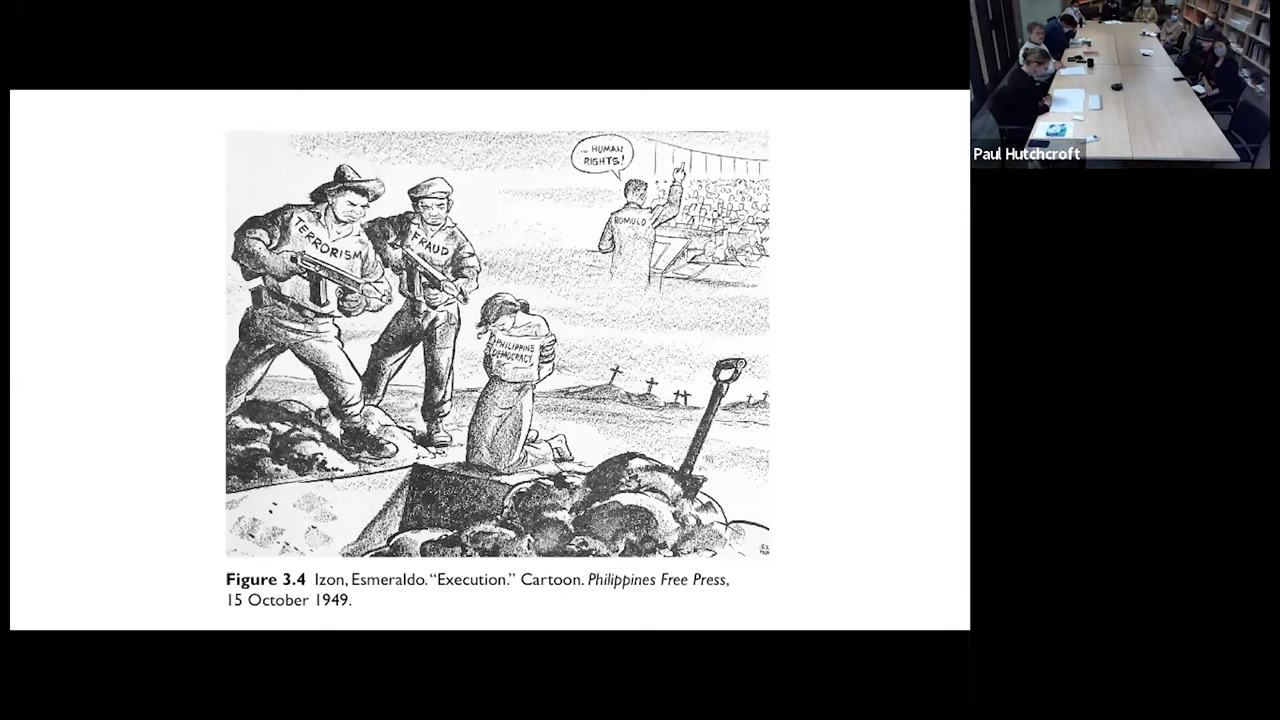 ... HUMAN
RIGHTS!
ROMULO
TERRORISM
FRAUD
PHILIPPINE
DEMOCRACY
Figure 3.4 Izon, Esmeraldo. “Execution.” Cartoon. Philippines Free Press,
15 October 1949.
Paul Hutchcroft